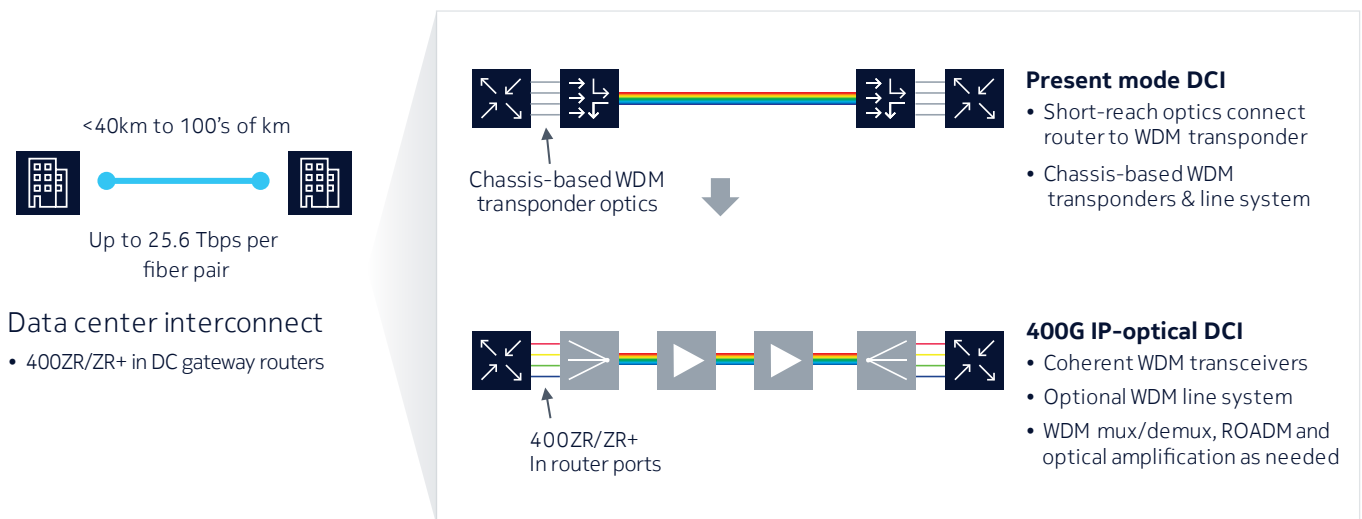 <40km to 100's of km
Up to 25.6 Tbps per
fiber pair
Data center interconnect
• 400ZR/ZR+ in DC gateway routers
Chassis-based WDM
transponder optics
Present mode DCI
• Short-reach optics connect
router to WDM transponder
• Chassis-based WDM
transponders & line system
400ZR/ZR+
In router ports
400G IP-optical DCI
• Coherent WDM transceivers
• Optional WDM line system
• WDM mux/demux, ROADM and
optical amplification as needed